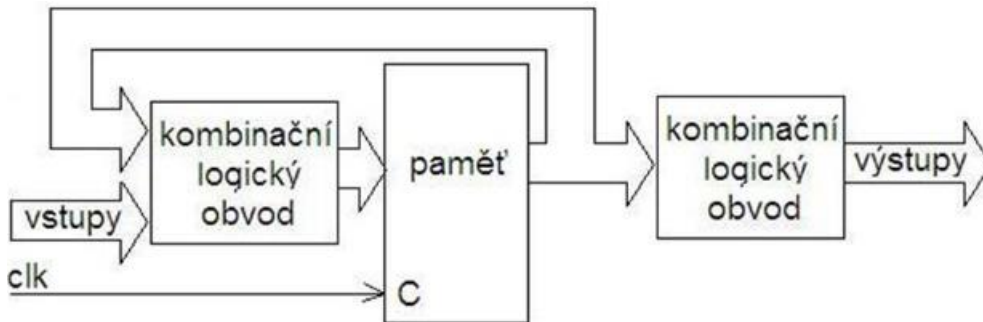 kombinační
logický
obvod
paměť
kombinační
logický
obvod
výstupy
vstupy
clk
C